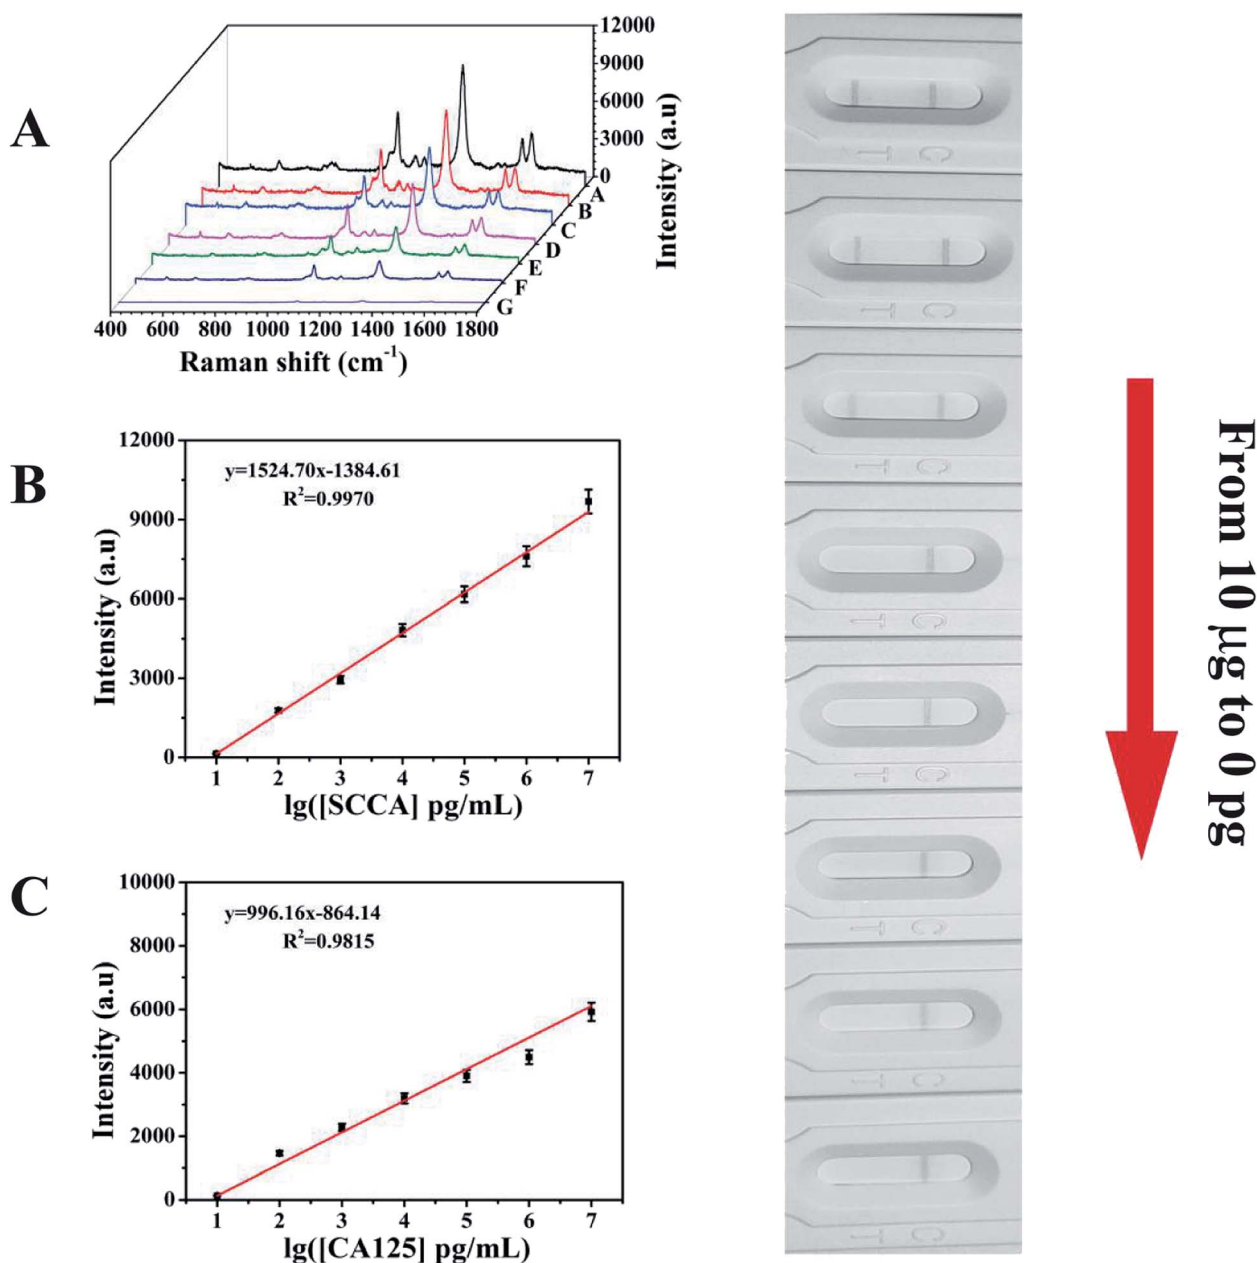 A
12000
9000
6000
3000
0
Intensity (a.u)
A
B
C
D
E
F
G
400 600 800 1000 1200 1400 1600 1800
Raman shift (cm⁻¹)
B
12000
9000
6000
3000
0
Intensity (a.u)
y=1524.70x-1384.61
R²=0.9970
1 2 3 4 5 6 7
lg([SCCA] pg/mL)
C
10000
8000
6000
4000
2000
0
Intensity (a.u)
y=996.16x-864.14
R²=0.9815
1 2 3 4 5 6 7
lg([CA125] pg/mL)
T C
T C
T C
T C
T C
T C
T C
T C
From 10 μg to 0 pg